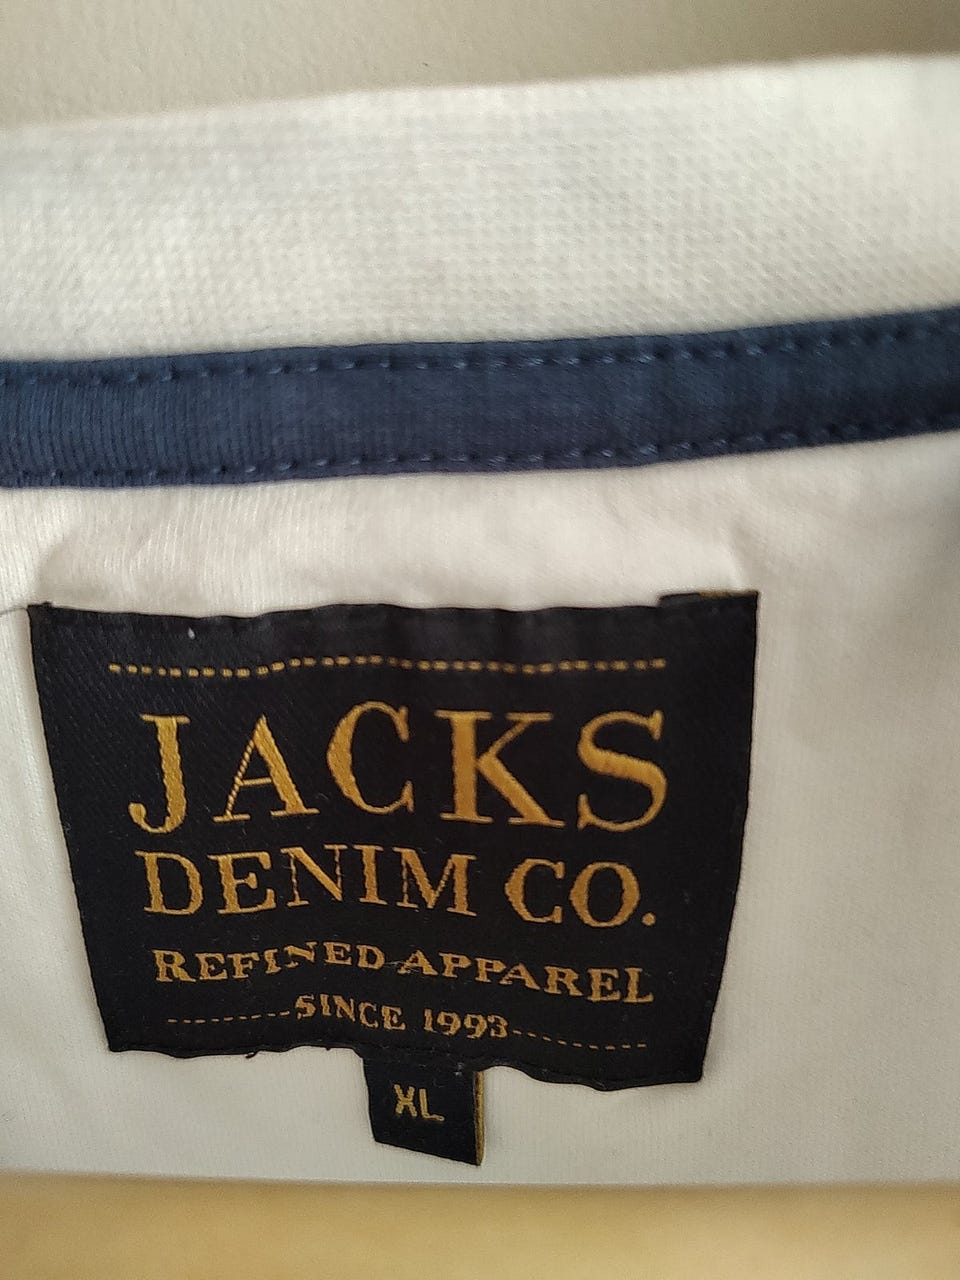 JACKS
DENIM CO.
REFINED APPAREL
SINCE 1993
XL